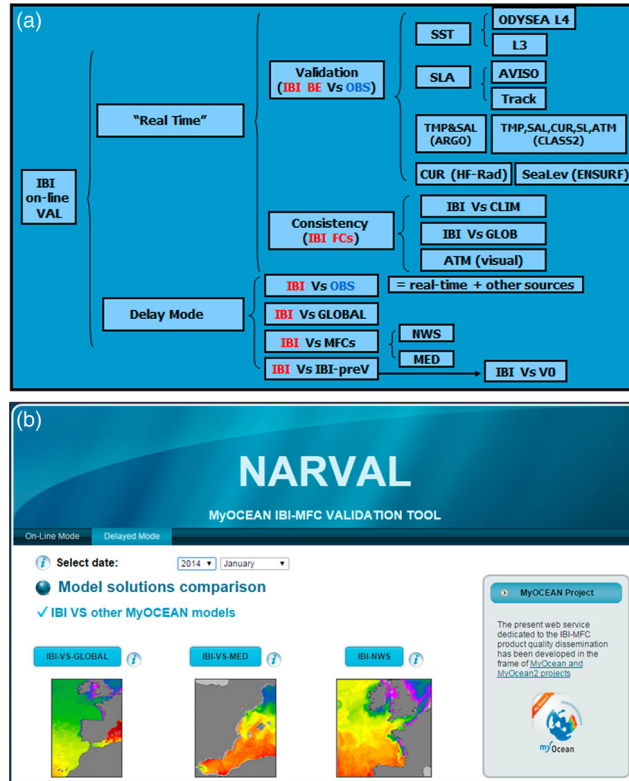 (a)
IBI
on-line
VAL
"Real Time"
Validation
(IBI BE Vs OBS)
SST
ODYSEA L4
L3
SLA
AVISO
Track
TMP&SAL
(ARGO)
TMP,SAL,CUR,SL,ATM
(CLASS2)
CUR (HF-Rad)
SeaLev (ENSURF)
Consistency
(IBI FCs)
IBI Vs CLIM
IBI Vs GLOB
ATM (visual)
Delay Mode
IBI Vs OBS
= real-time + other sources
IBI Vs GLOBAL
IBI Vs MFCs
NWS
MED
IBI Vs IBI-preV
IBI Vs V0
(b)
NARVAL
MyOCEAN IBI-MFC VALIDATION TOOL
On-Line Mode
Delayed Mode
i Select date:
2014
January
Model solutions comparison
✓ IBI VS other MyOCEAN models
IBI-VS-GLOBAL i
IBI-VS-MED i
IBI-NWS i
MyOCEAN Project
The present web service
dedicated to the IBI-MFC
product quality dissemination
has been developed in the
frame of MyOcean and
MyOcean2 projects
myOcean